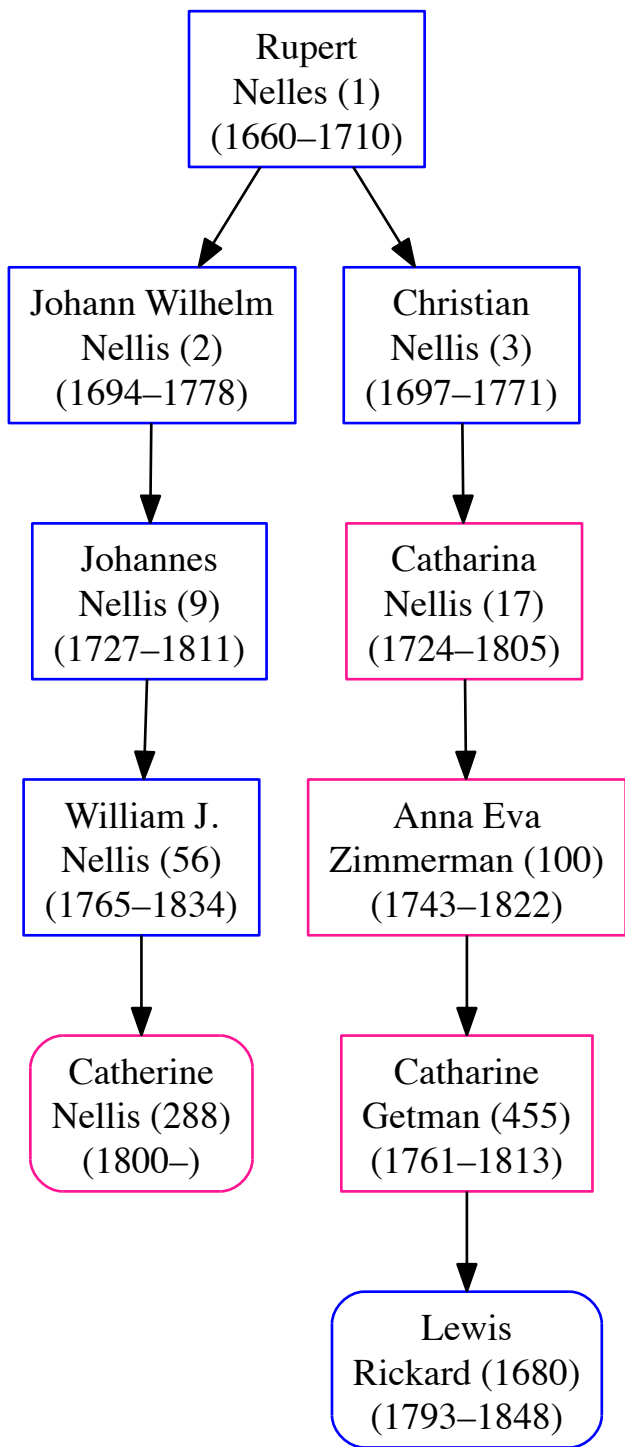 Rupert
Nelles (1)
(1660–1710)
Johann Wilhelm
Nellis (2)
(1694–1778)
Christian
Nellis (3)
(1697–1771)
Johannes
Nellis (9)
(1727–1811)
Catharina
Nellis (17)
(1724–1805)
William J.
Nellis (56)
(1765–1834)
Anna Eva
Zimmerman (100)
(1743–1822)
Catherine
Nellis (288)
(1800–)
Catharine
Getman (455)
(1761–1813)
Lewis
Rickard (1680)
(1793–1848)